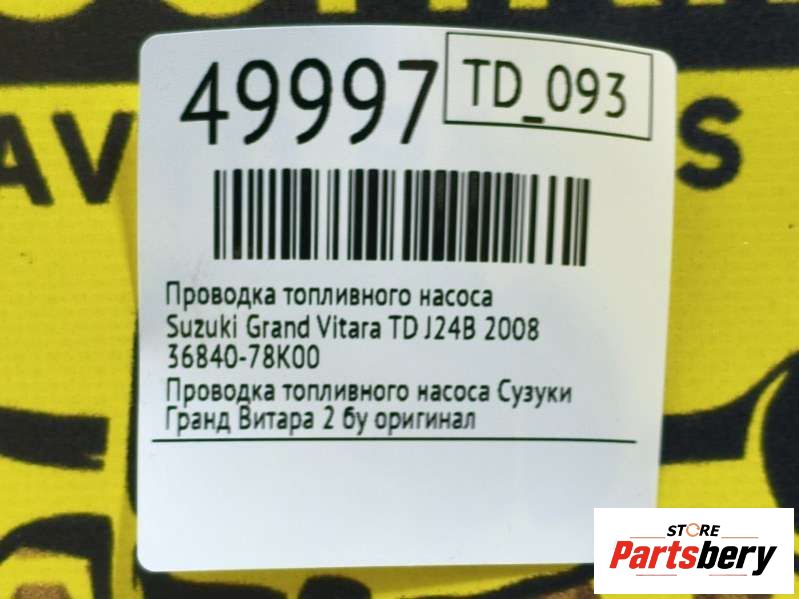 49997
TD_093
AV
S
Проводка топливного насоса
Suzuki Grand Vitara TD J24B 2008
36840-78K00
Проводка топливного насоса Сузуки
Гранд Витара 2 бу оригинал
STORE
Partsbery